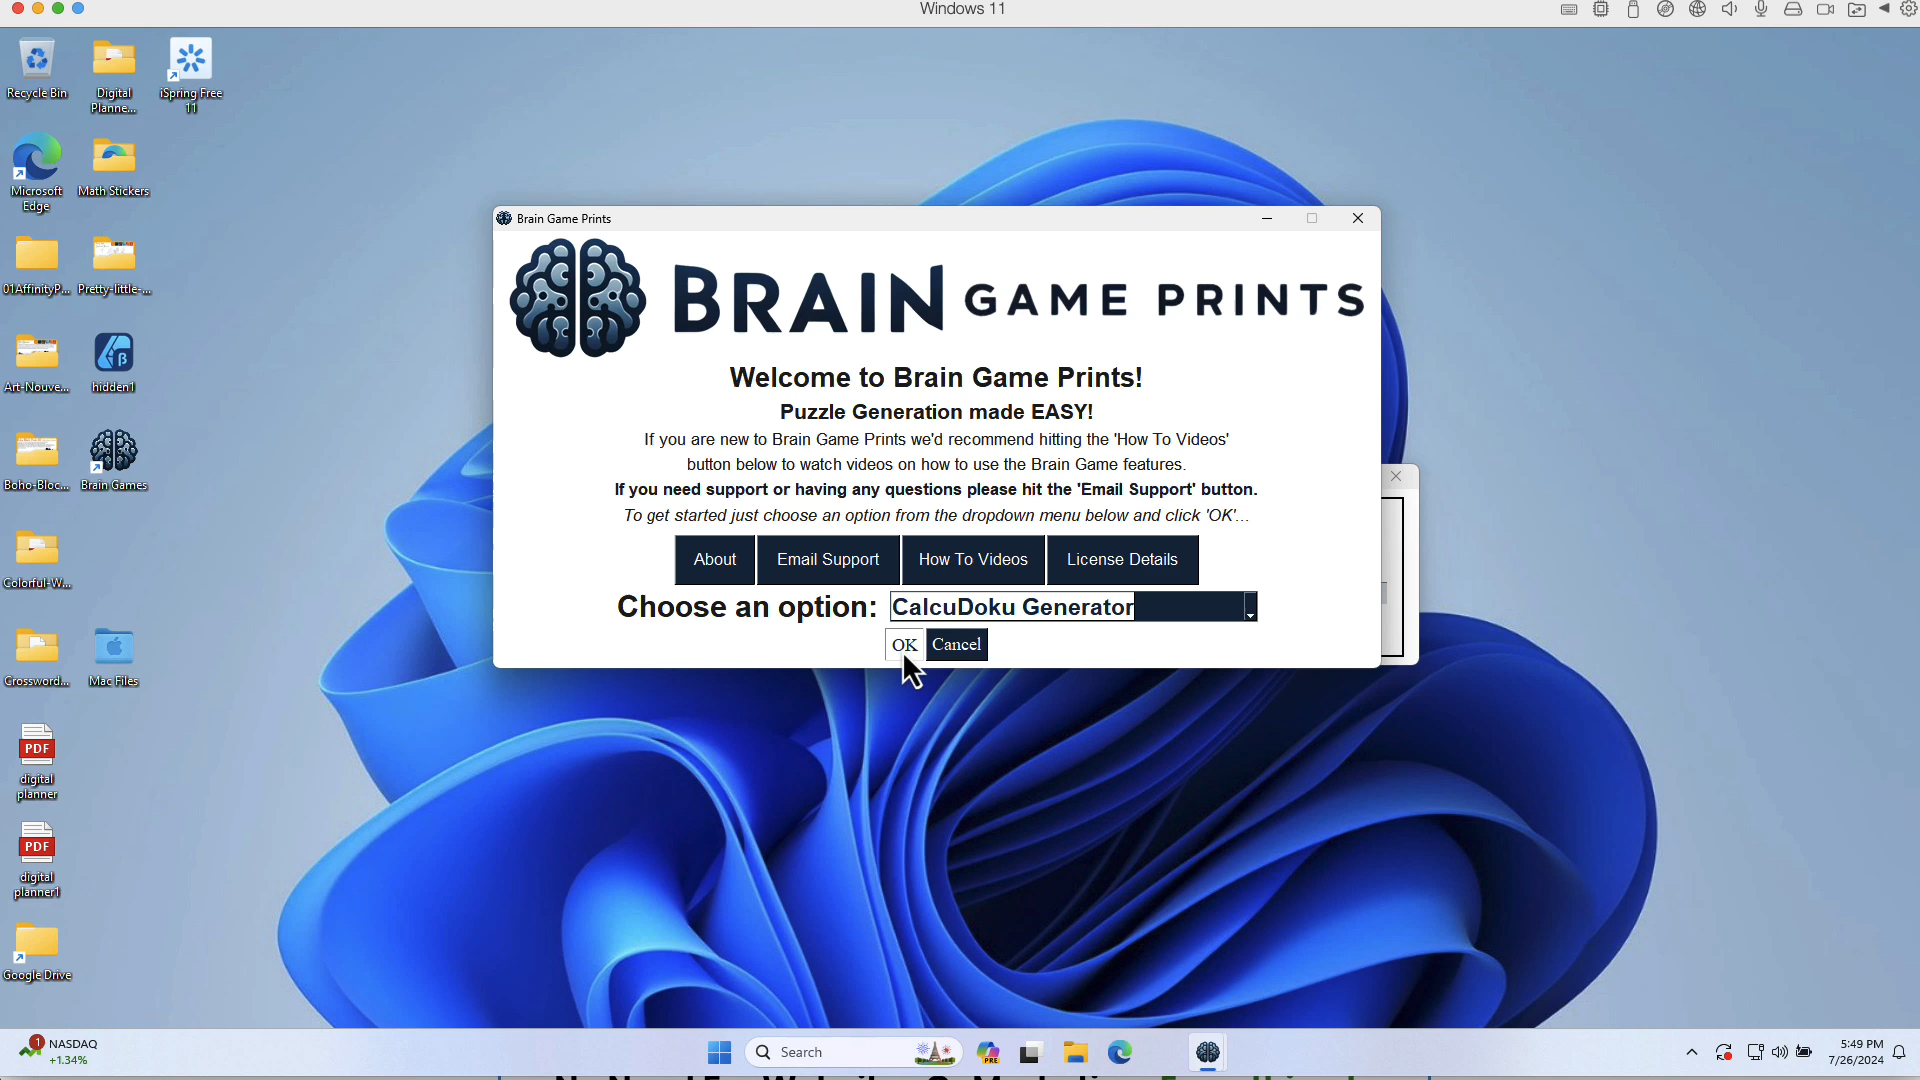 Windows 11
Recycle Bin
Digital
Planne...
iSpring Free
11
Microsoft
Edge
Math Stickers
01AffinityP...
Pretty-little-...
Art-Nouve...
hidden1
Boho-Bloc...
Brain Games
Colorful-W...
Crossword...
Mac Files
PDF
digital
planner
PDF
digital
planner1
Google Drive
Brain Game Prints
BRAIN GAME PRINTS
Welcome to Brain Game Prints!
Puzzle Generation made EASY!
If you are new to Brain Game Prints we'd recommend hitting the 'How To Videos'
button below to watch videos on how to use the Brain Game features.
If you need support or having any questions please hit the 'Email Support' button.
To get started just choose an option from the dropdown menu below and click 'OK'...
About
Email Support
How To Videos
License Details
Choose an option: CalcuDoku Generator
OK
Cancel
1
NASDAQ
+1.34%
Search
PRE
5:49 PM
7/26/2024